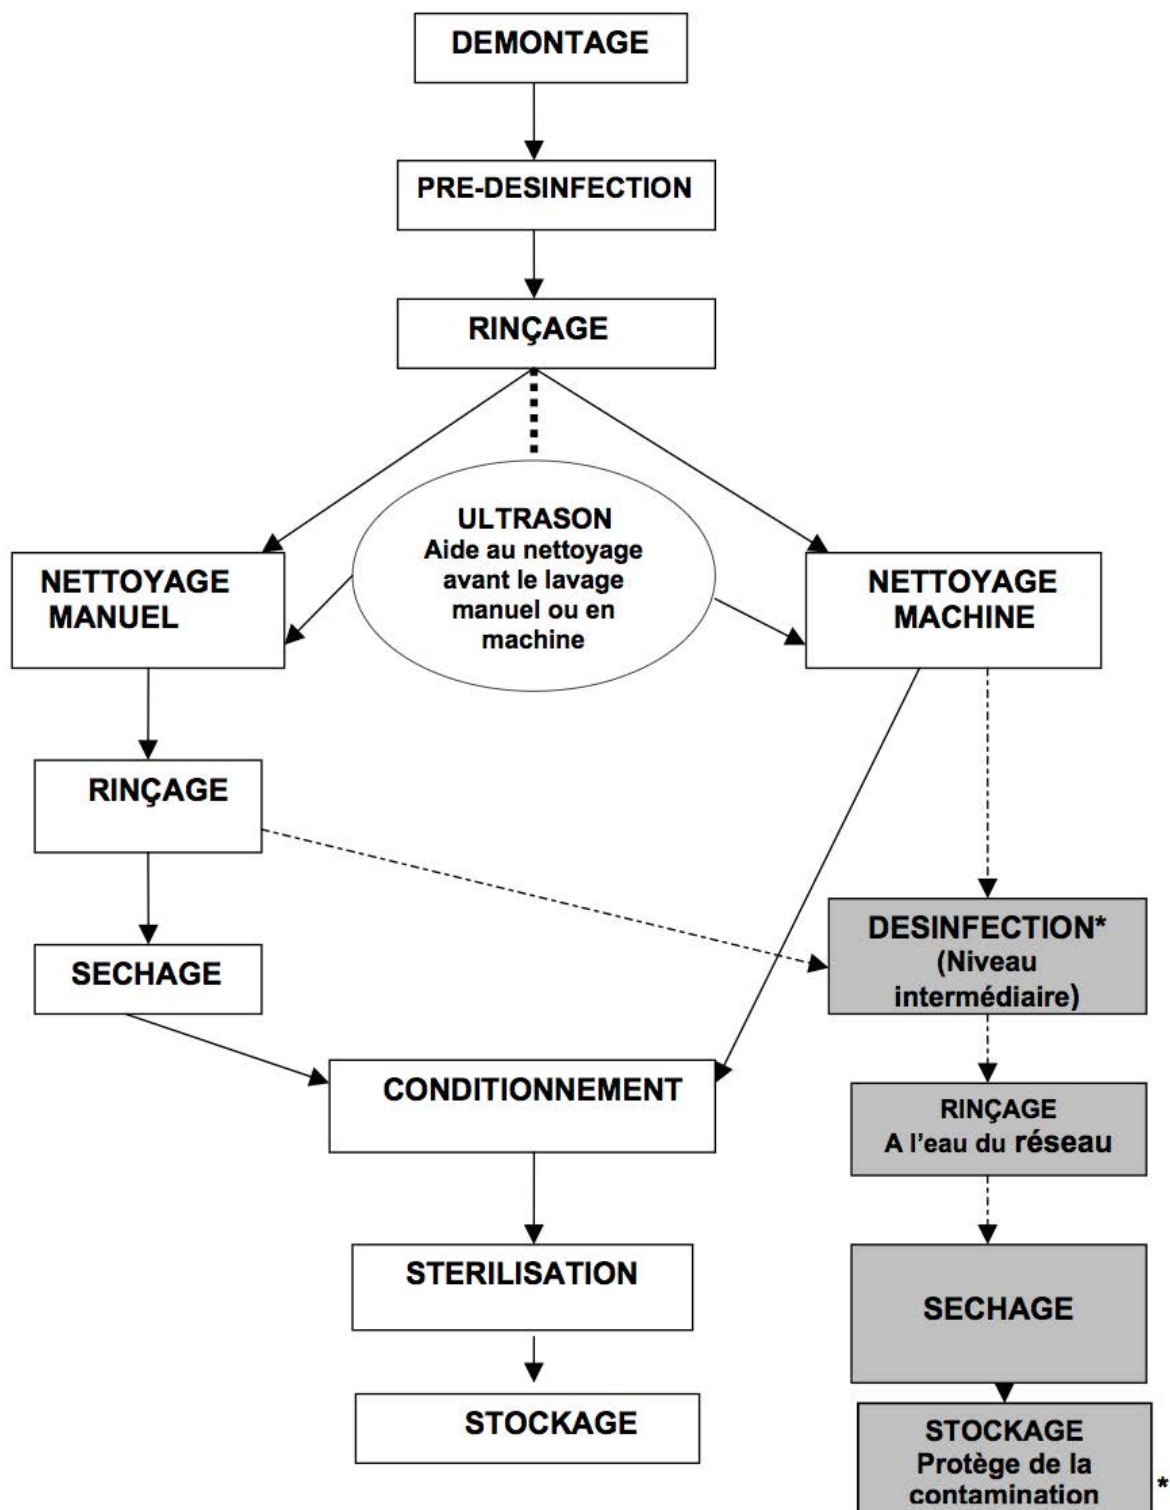 DEMONTAGE
PRE-DESINFECTION
RINÇAGE
ULTRASON
Aide au nettoyage
avant le lavage
manuel ou en
machine
NETTOYAGE
MANUEL
NETTOYAGE
MACHINE
RINÇAGE
SECHAGE
DESINFECTION*
(Niveau
intermédiaire)
CONDITIONNEMENT
RINÇAGE
A l'eau du réseau
STERILISATION
SECHAGE
STOCKAGE
STOCKAGE
Protège de la
contamination
*